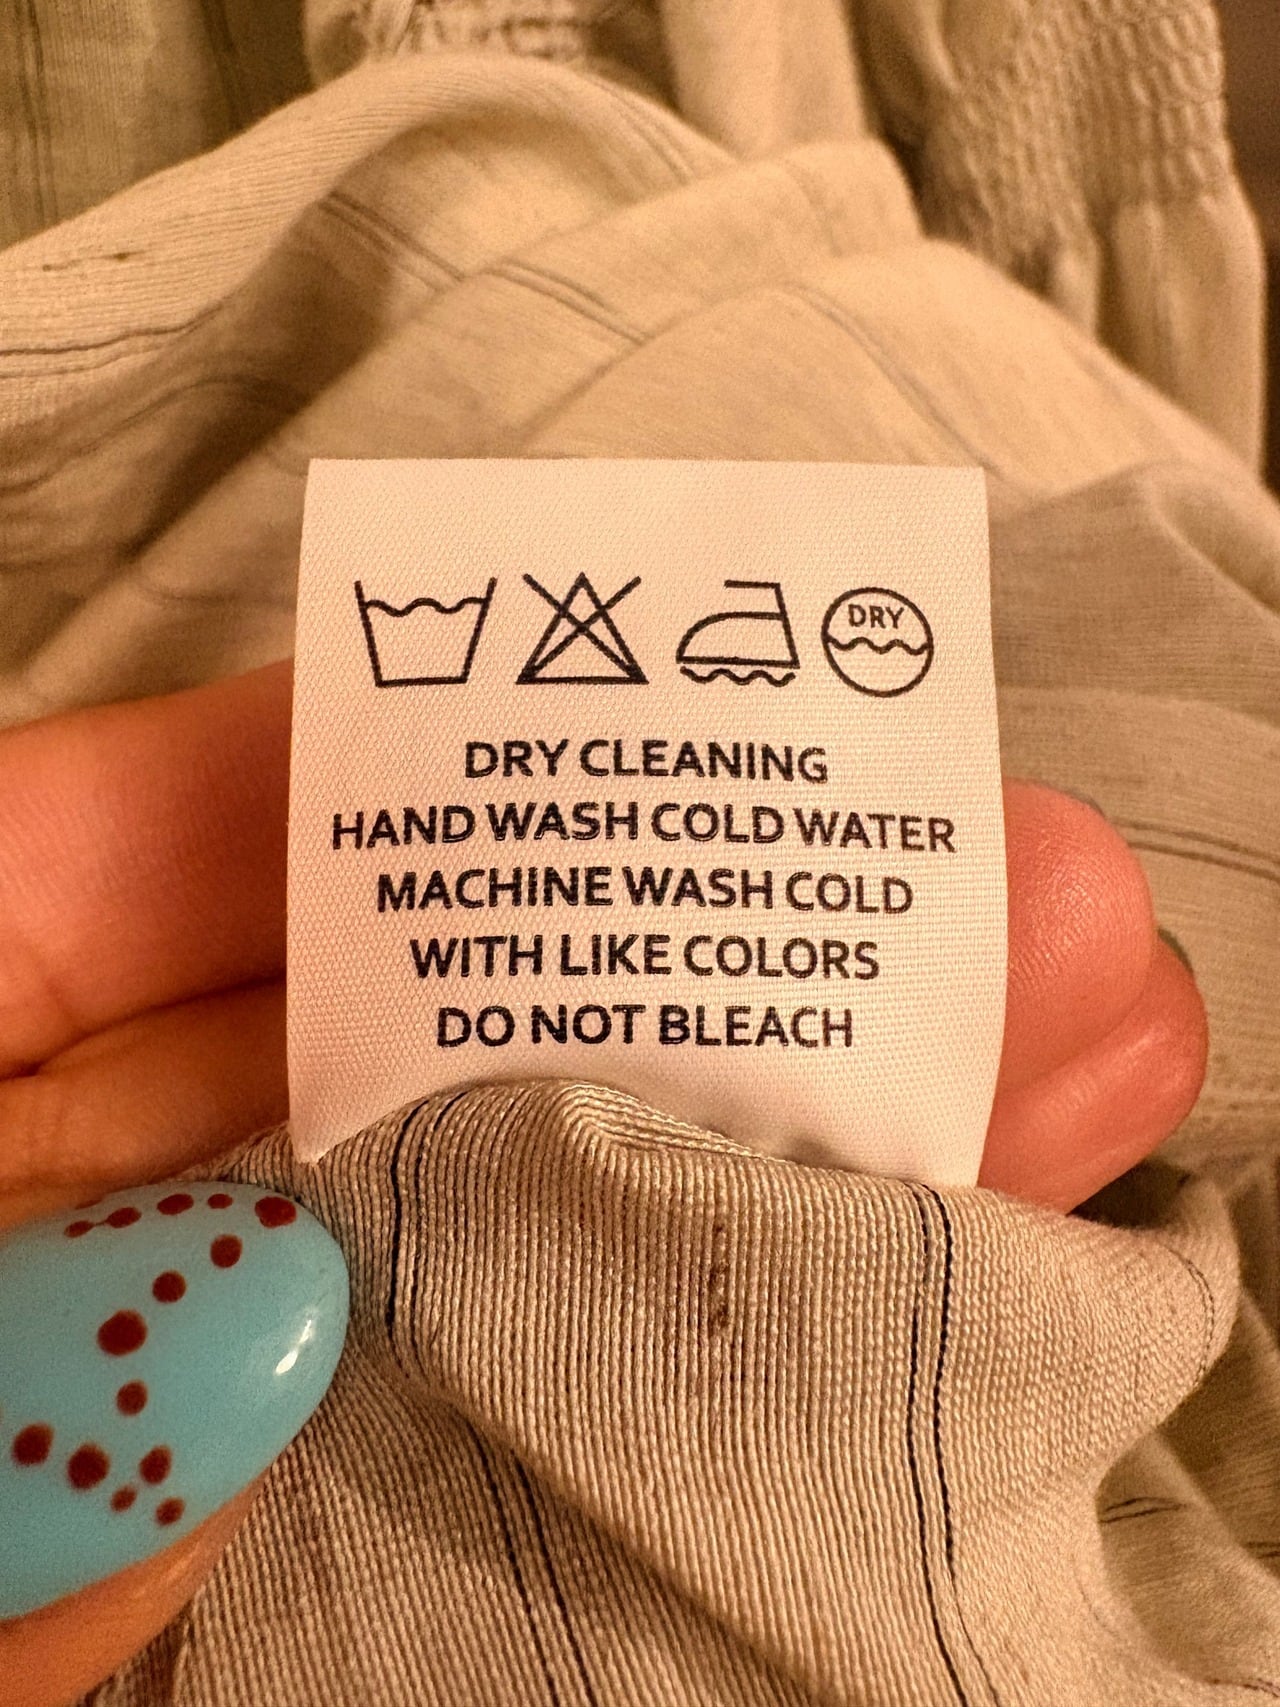 DRY
DRY CLEANING
HAND WASH COLD WATER
MACHINE WASH COLD
WITH LIKE COLORS
DO NOT BLEACH